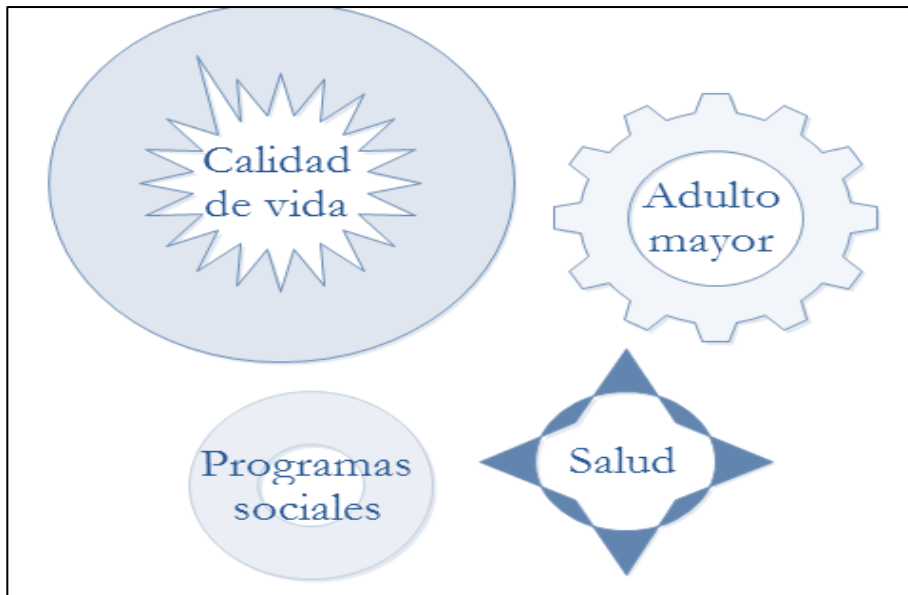 Calidad
de vida
Adulto
mayor
Programas
sociales
Salud